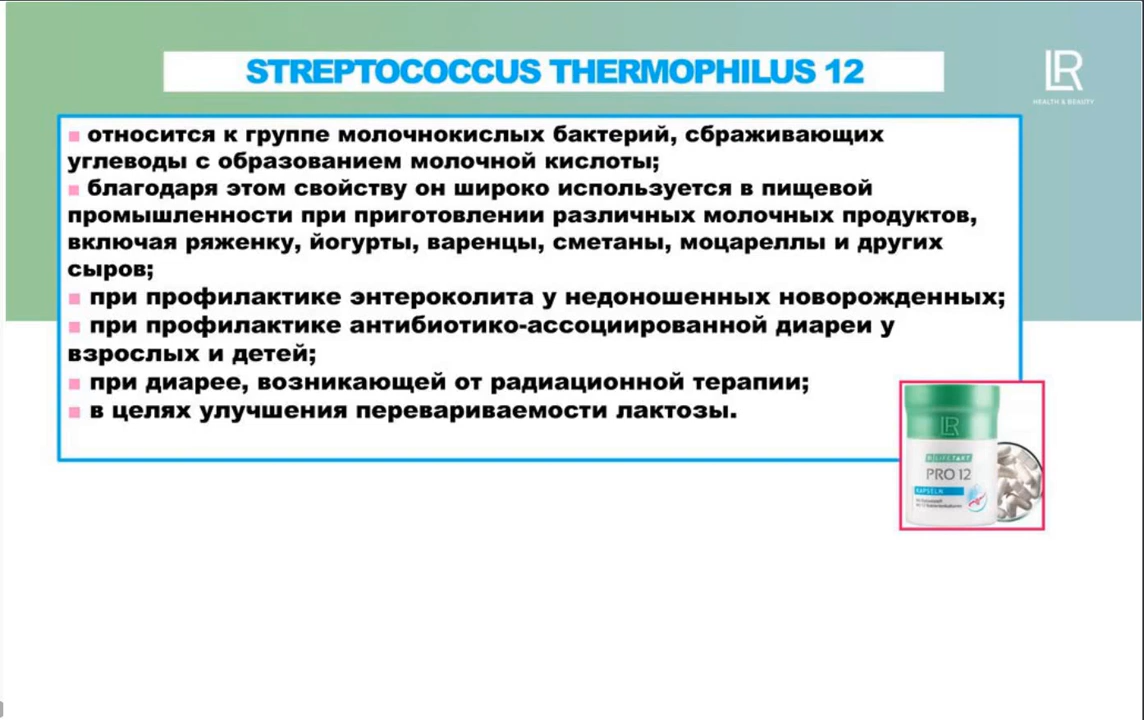 STREPTOCOCCUS THERMOPHILUS 12
LR
HEALTH & BEAUTY
▪ относится к группе молочнокислых бактерий, сбраживающих
углеводы с образованием молочной кислоты;
▪ благодаря этом свойству он широко используется в пищевой
промышленности при приготовлении различных молочных продуктов,
включая ряженку, йогурты, варенцы, сметаны, моцареллы и других
сыров;
▪ при профилактике энтероколита у недоношенных новорожденных;
▪ при профилактике антибиотико-ассоциированной диареи у
взрослых и детей;
▪ при диарее, возникающей от радиационной терапии;
▪ в целях улучшения перевариваемости лактозы.
LR
LIFETAKT
PRO 12
KAPSELN